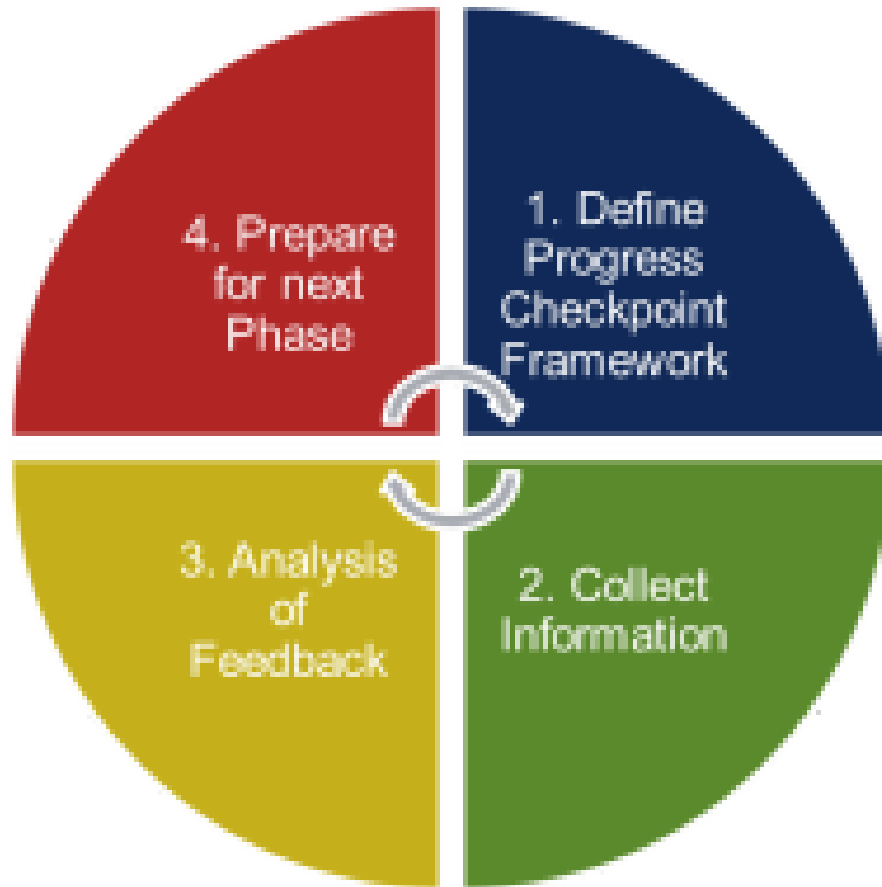 1. Define
Progress
Checkpoint
Framework
2. Collect
Information
3. Analysis
of
Feedback
4. Prepare
for next
Phase